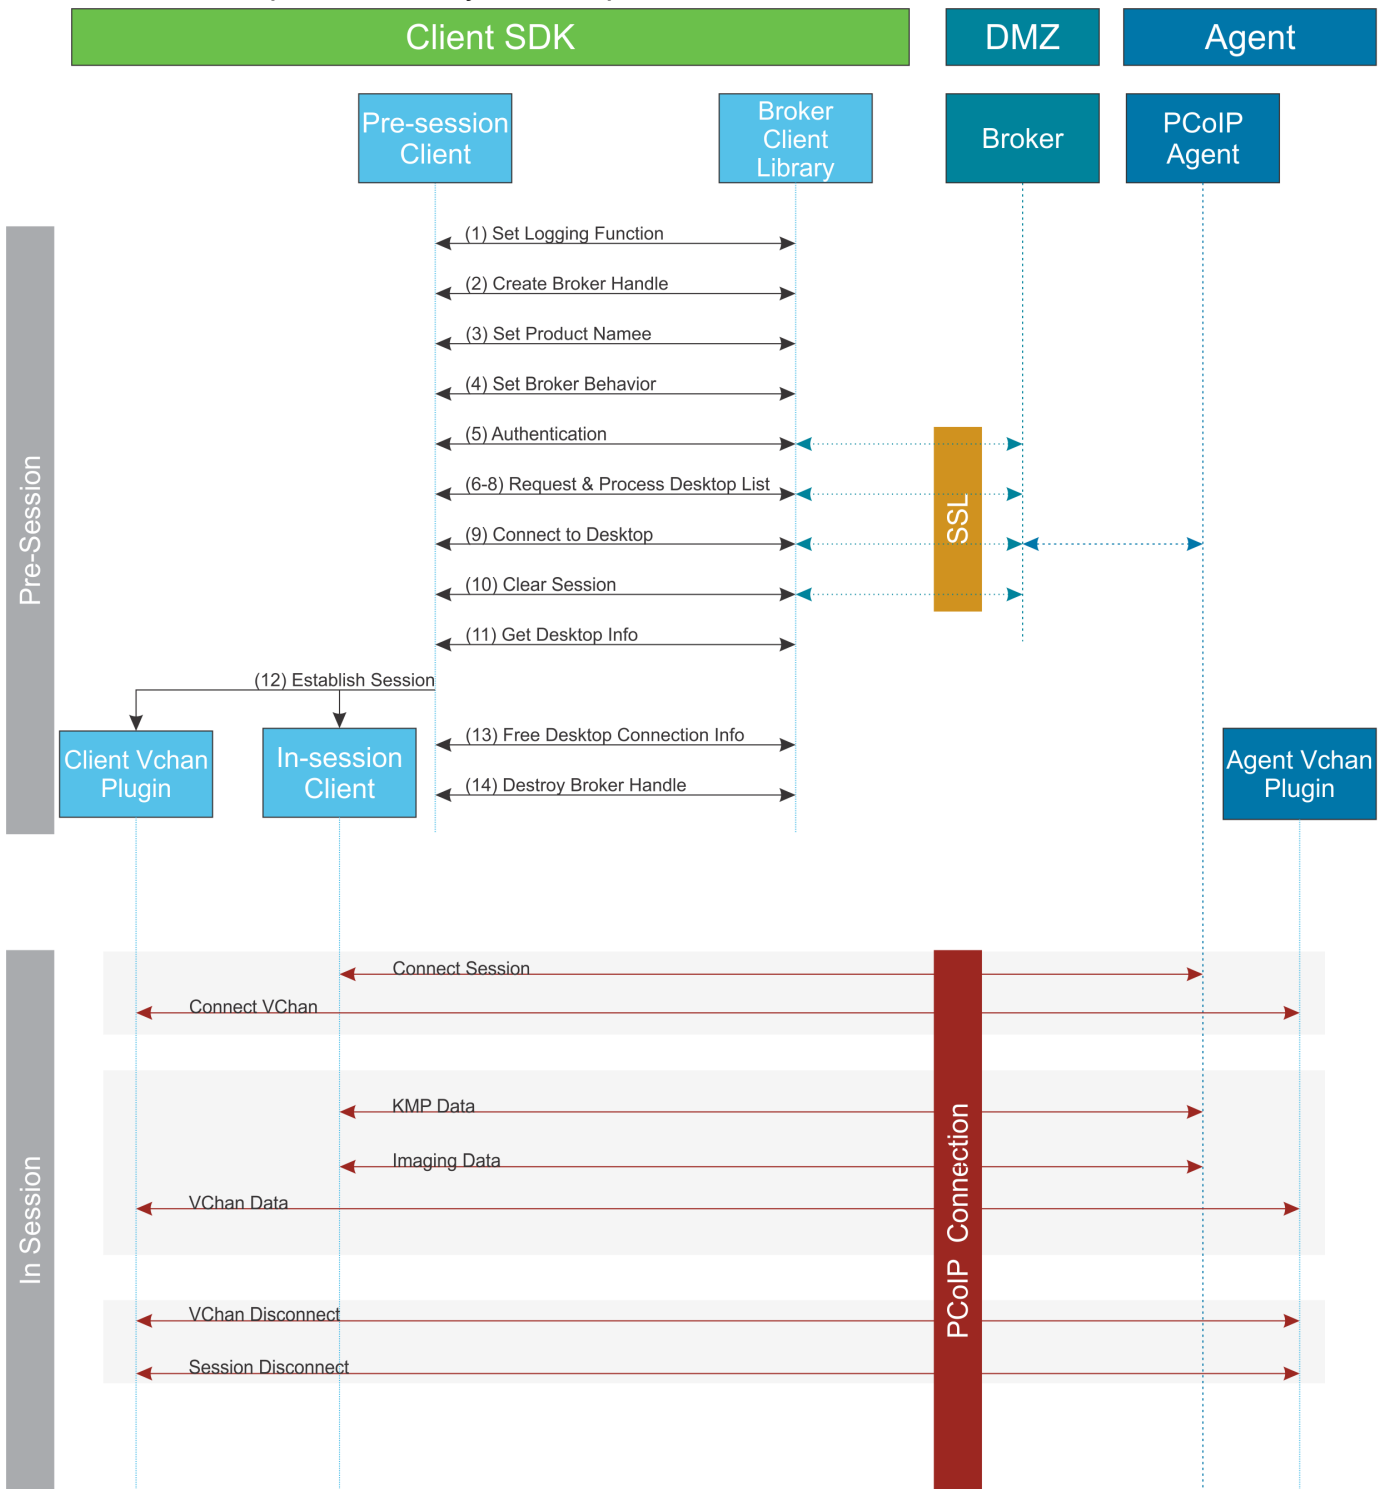 Client SDK
DMZ
Agent
Pre-session
Client
Broker
Client
Library
Broker
PCoIP
Agent
Pre-Session
(1) Set Logging Function
(2) Create Broker Handle
(3) Set Product Namee
(4) Set Broker Behavior
(5) Authentication
(6-8) Request & Process Desktop List
SSL
(9) Connect to Desktop
(10) Clear Session
(11) Get Desktop Info
(12) Establish Session
Client Vchan
Plugin
In-session
Client
(13) Free Desktop Connection Info
(14) Destroy Broker Handle
Agent Vchan
Plugin
In Session
Connect Session
Connect VChan
KMP Data
Imaging Data
VChan Data
PCoIP Connection
VChan Disconnect
Session Disconnect